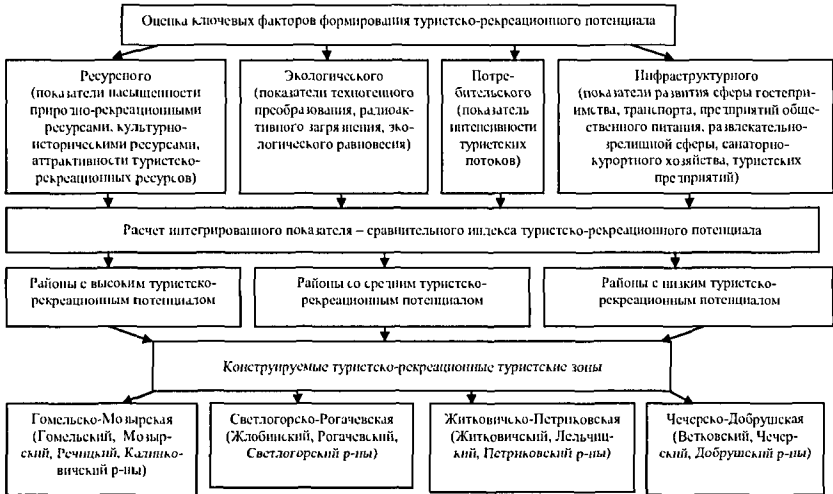 Оценка ключевых факторов формирования туристско-рекреационного потенциала
Ресурсного
(показатели насыщенности
природно-рекреационными
ресурсами, культурно-
историческими ресурсами,
аттрактивности туристско-
рекреационных ресурсов)
Экологического
(показатели техногенного
преобразования, радиоак-
тивного загрязнения, эко-
логического равновесия)
Потре-
бительского
(показатель
интенсивности
туристских
потоков)
Инфраструктурного
(показатели развития сферы гостепри-
имства, транспорта, предприятий обще-
ственного питания, развлекательно-
зрелищной сферы, санаторно-
курортного хозяйства, туристских
предприятий)
Расчет интегрированного показателя – сравнительного индекса туристско-рекреационного потенциала
Районы с высоким туристско-
рекреационным потенциалом
Районы со средним туристско-
рекреационным потенциалом
Районы с низким туристско-
рекреационным потенциалом
Конструируемые туристско-рекреационные туристские зоны
Гомельско-Мозырская
(Гомельский, Мозыр-
ский, Речицкий, Калинко-
вичский р-ны)
Светлогорско-Рогачевская
(Жлобинский, Рогачевский,
Светлогорский р-ны)
Житковичско-Петриковская
(Житковичский, Лельчиц-
кий, Петриковский р-ны)
Чечерско-Добрушская
(Ветковский, Чечер-
ский, Добрушский р-ны)